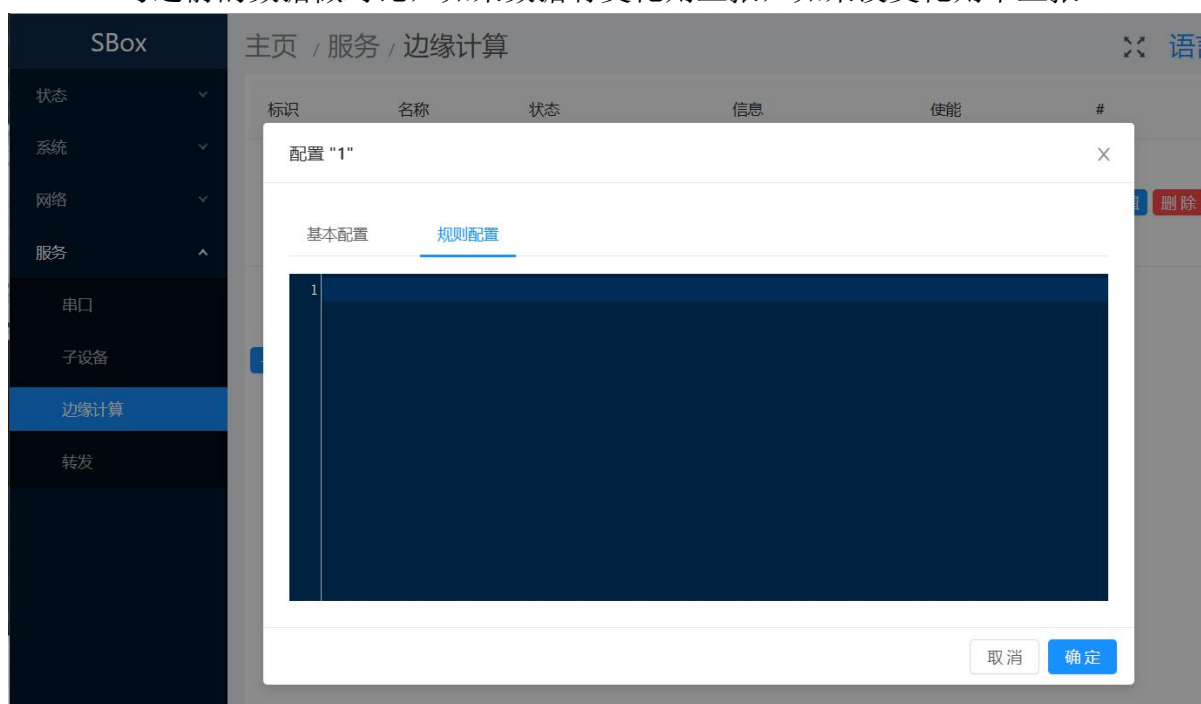 SBox
主页 / 服务 / 边缘计算
状态
系统
网络
服务
串口
子设备
边缘计算
转发
标识 名称 状态 信息 使能 #
删 除
配置 "1"
基本配置 规则配置
1
取 消 确 定